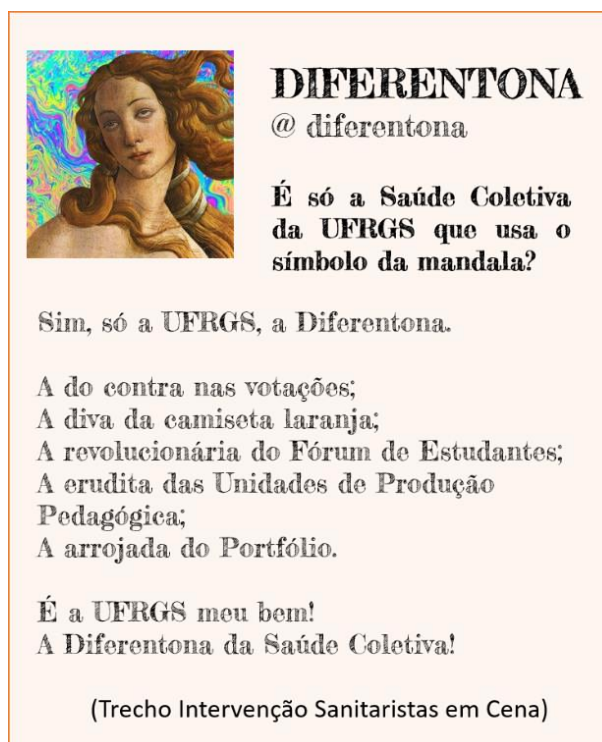 DIFERENTONA
@ diferentona
É só a Saúde Coletiva
da UFRGS que usa o
símbolo da mandala?
Sim, só a UFRGS, a Diferentona.
A do contra nas votações;
A diva da camiseta laranja;
A revolucionária do Fórum de Estudantes;
A erudita das Unidades de Produção
Pedagógica;
A arrojada do Portfólio.
É a UFRGS meu bem!
A Diferentona da Saúde Coletiva!
(Trecho Intervenção Sanitaristas em Cena)